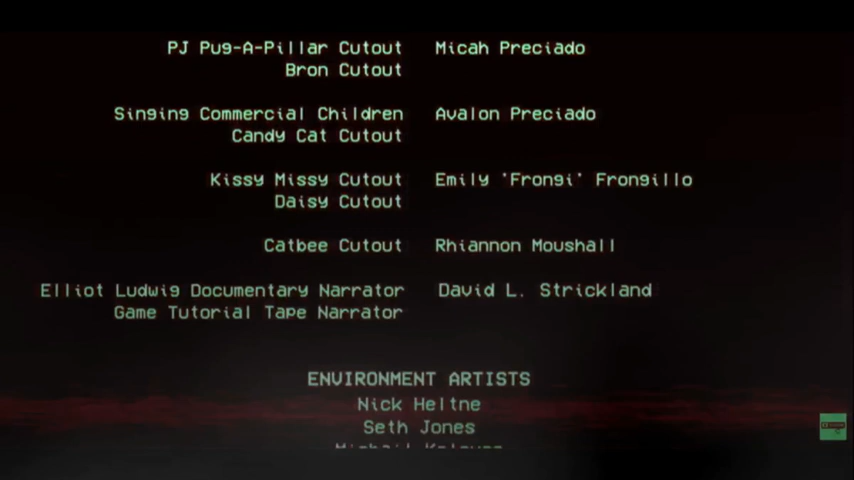 PJ Pug-A-Pillar Cutout Micah Preciado
Bron Cutout
Singing Commercial Children Avalon Preciado
Candy Cat Cutout
Kissy Missy Cutout Emily 'Frongi' Frongillo
Daisy Cutout
Catbee Cutout Rhiannon Moushall
Elliot Ludwig Documentary Narrator David L. Strickland
Game Tutorial Tape Narrator
ENVIRONMENT ARTISTS
Nick Heltne
Seth Jones